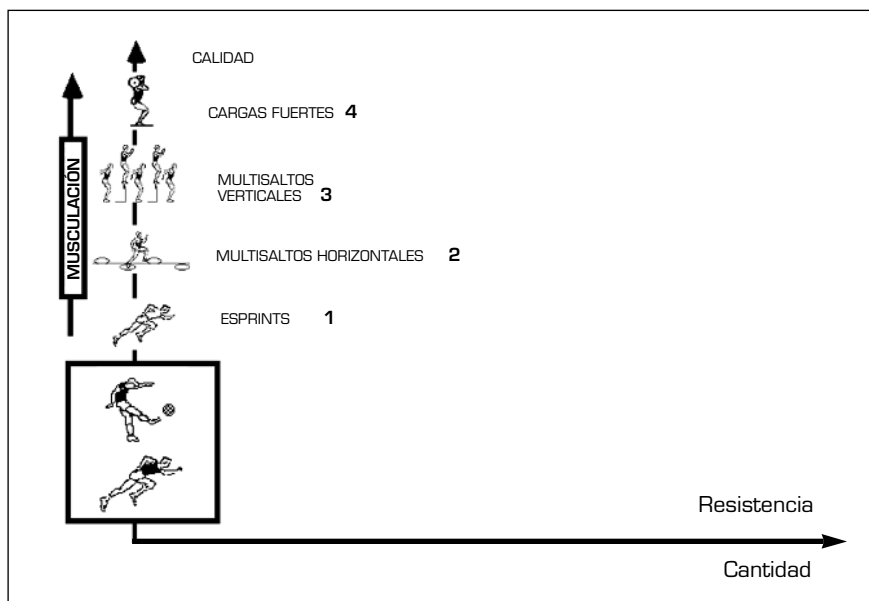 CALIDAD
CARGAS FUERTES 4
MULTISALTOS
VERTICALES 3
MUSCULACIÓN
MULTISALTOS HORIZONTALES 2
ESPRINTS 1
Resistencia
Cantidad